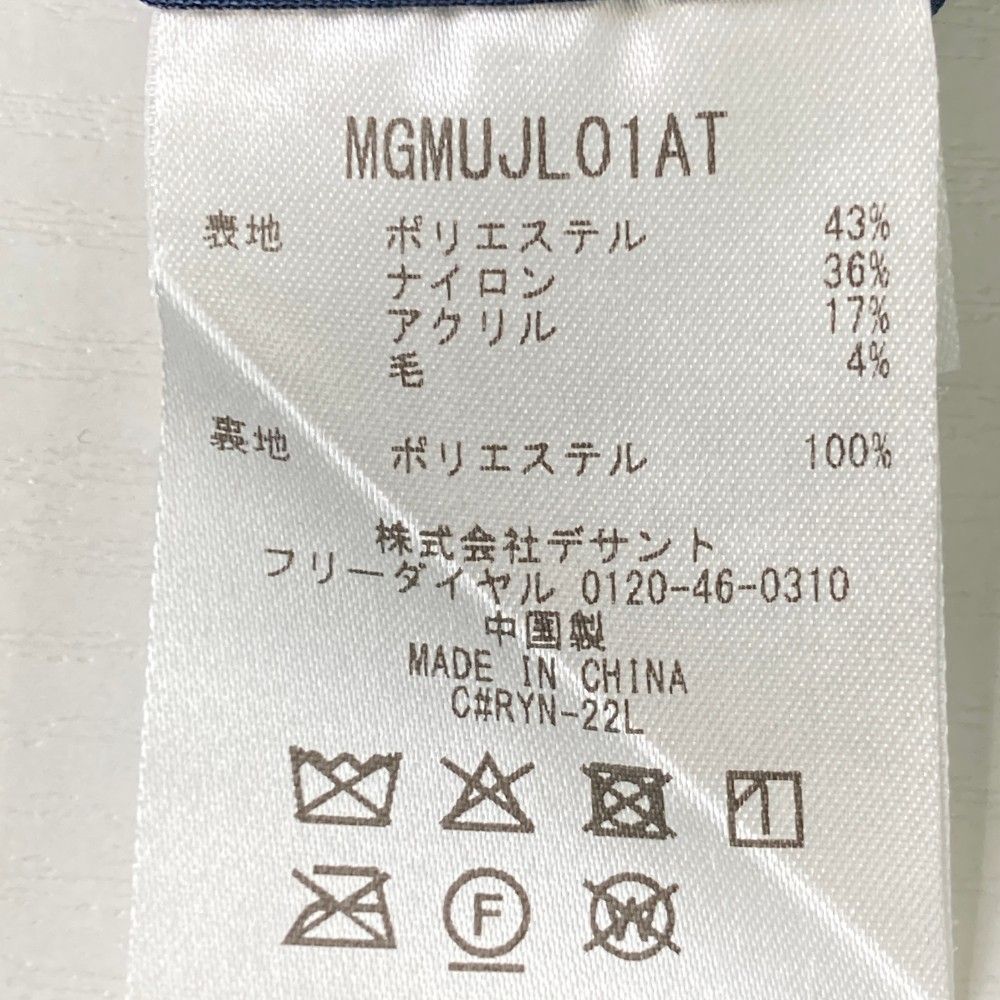 MGMUJL01AT
表地 ポリエステル 43%
ナイロン 36%
アクリル 17%
毛 4%
裏地 ポリエステル 100%
株式会社デサント
フリーダイヤル 0120-46-0310
中国製
MADE IN CHINA
C#RYN-22L
F
W